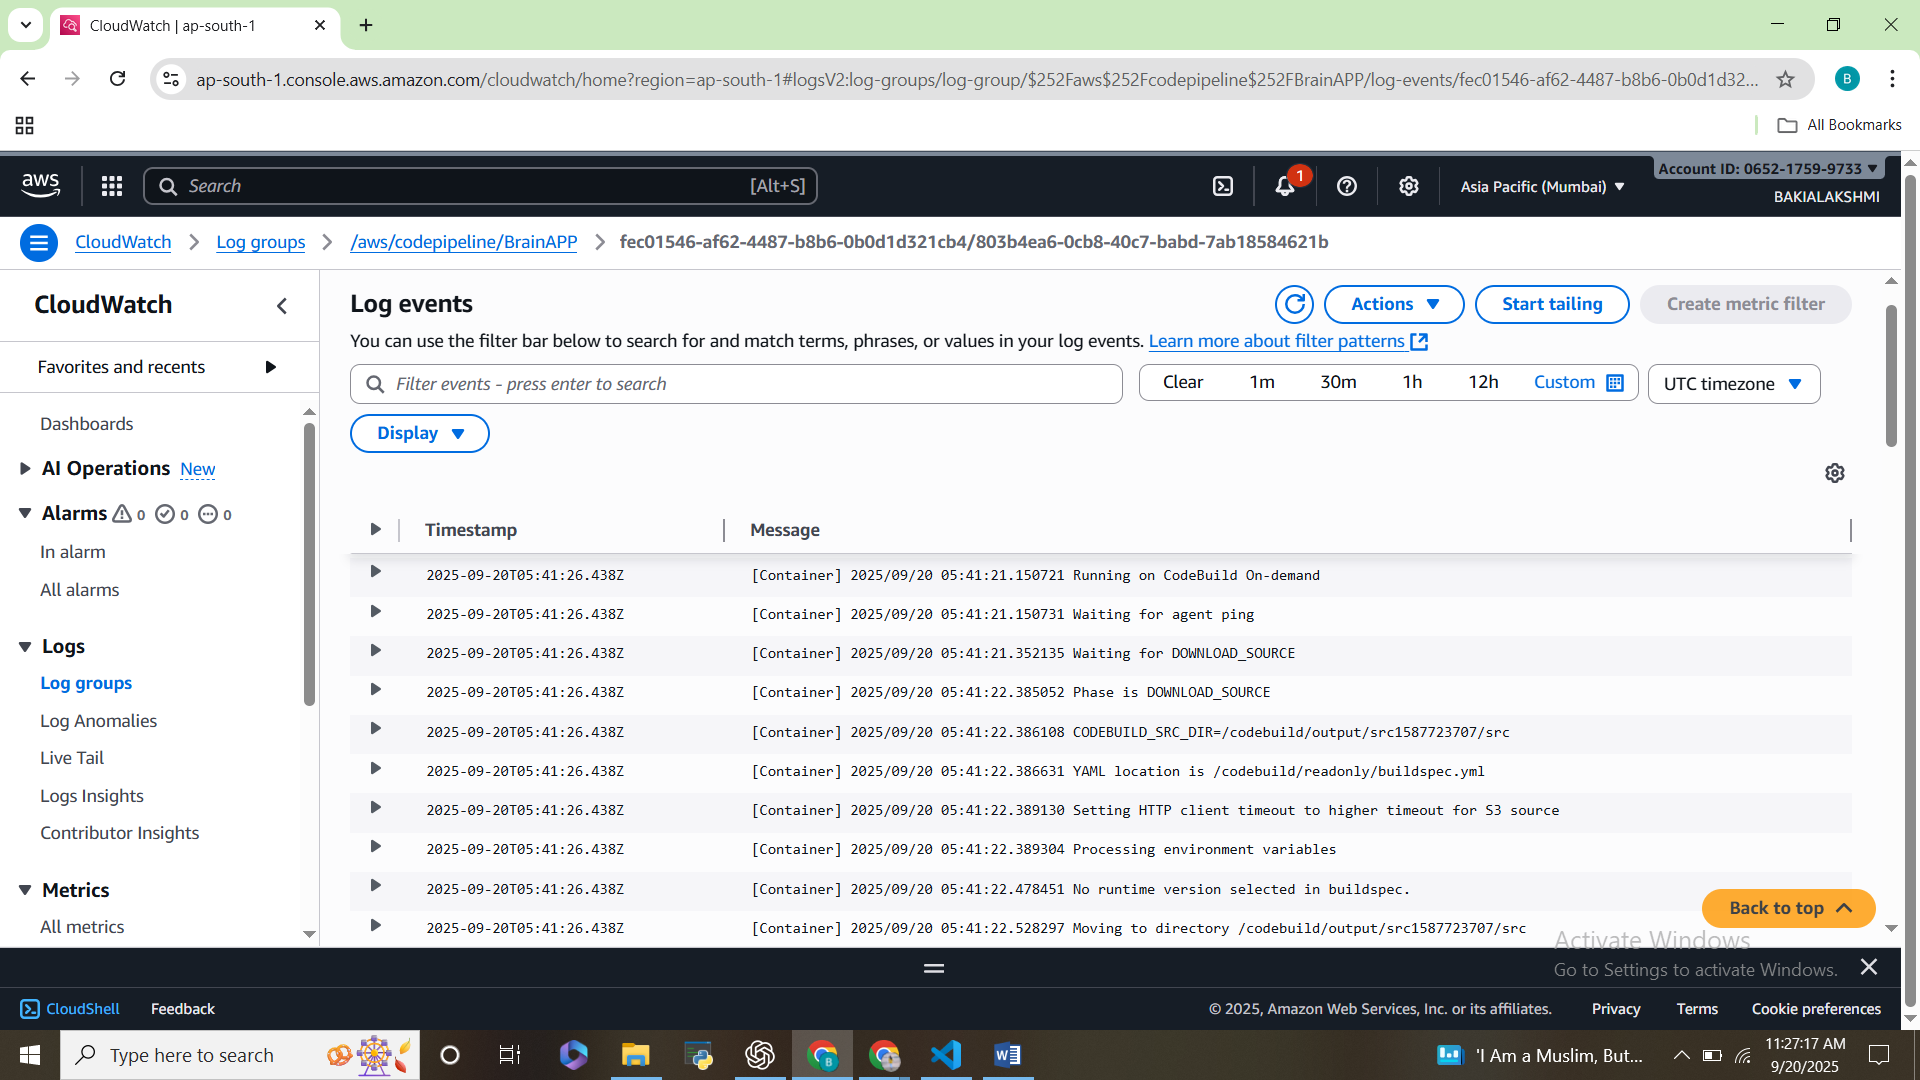 CloudWatch | ap-south-1
ap-south-1.console.aws.amazon.com/cloudwatch/home?region=ap-south-1#logsV2:log-groups/log-group/$252Faws$252Fcodepipeline$252FBrainAPP/log-events/fec01546-af62-4487-b8b6-0b0d1d32...
B
All Bookmarks
aws
Search
[Alt+S]
1
Asia Pacific (Mumbai)
Account ID: 0652-1759-9733
BAKIALAKSHMI
CloudWatch
Log groups
/aws/codepipeline/BrainAPP
fec01546-af62-4487-b8b6-0b0d1d321cb4/803b4ea6-0cb8-40c7-babd-7ab18584621b
CloudWatch
Favorites and recents
Dashboards
AI Operations New
Alarms 0 0 0
In alarm
All alarms
Logs
Log groups
Log Anomalies
Live Tail
Logs Insights
Contributor Insights
Metrics
All metrics
Log events
Actions
Start tailing
Create metric filter
You can use the filter bar below to search for and match terms, phrases, or values in your log events. Learn more about filter patterns
Filter events - press enter to search
Clear 1m 30m 1h 12h Custom
UTC timezone
Display
Timestamp Message
2025-09-20T05:41:26.438Z [Container] 2025/09/20 05:41:21.150721 Running on CodeBuild On-demand
2025-09-20T05:41:26.438Z [Container] 2025/09/20 05:41:21.150731 Waiting for agent ping
2025-09-20T05:41:26.438Z [Container] 2025/09/20 05:41:21.352135 Waiting for DOWNLOAD_SOURCE
2025-09-20T05:41:26.438Z [Container] 2025/09/20 05:41:22.385052 Phase is DOWNLOAD_SOURCE
2025-09-20T05:41:26.438Z [Container] 2025/09/20 05:41:22.386108 CODEBUILD_SRC_DIR=/codebuild/output/src1587723707/src
2025-09-20T05:41:26.438Z [Container] 2025/09/20 05:41:22.386631 YAML location is /codebuild/readonly/buildspec.yml
2025-09-20T05:41:26.438Z [Container] 2025/09/20 05:41:22.389130 Setting HTTP client timeout to higher timeout for S3 source
2025-09-20T05:41:26.438Z [Container] 2025/09/20 05:41:22.389304 Processing environment variables
2025-09-20T05:41:26.438Z [Container] 2025/09/20 05:41:22.478451 No runtime version selected in buildspec.
2025-09-20T05:41:26.438Z [Container] 2025/09/20 05:41:22.528297 Moving to directory /codebuild/output/src1587723707/src
Back to top
Activate Windows
Go to Settings to activate Windows.
CloudShell
Feedback
© 2025, Amazon Web Services, Inc. or its affiliates.
Privacy
Terms
Cookie preferences
Type here to search
'I Am a Muslim, But...
11:27:17 AM
9/20/2025